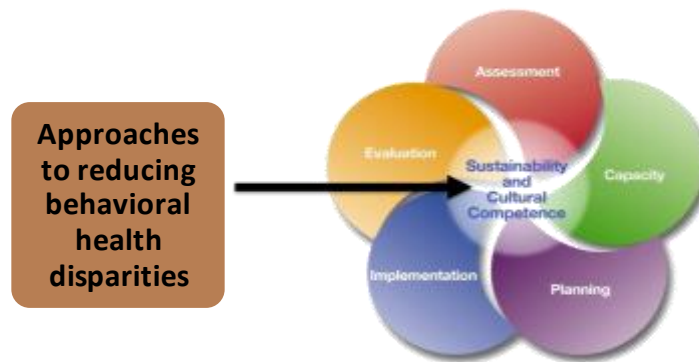 Approaches
to reducing
behavioral
health
disparities
Assessment
Evaluation
Sustainability
and
Cultural
Competence
Capacity
Implementation
Planning